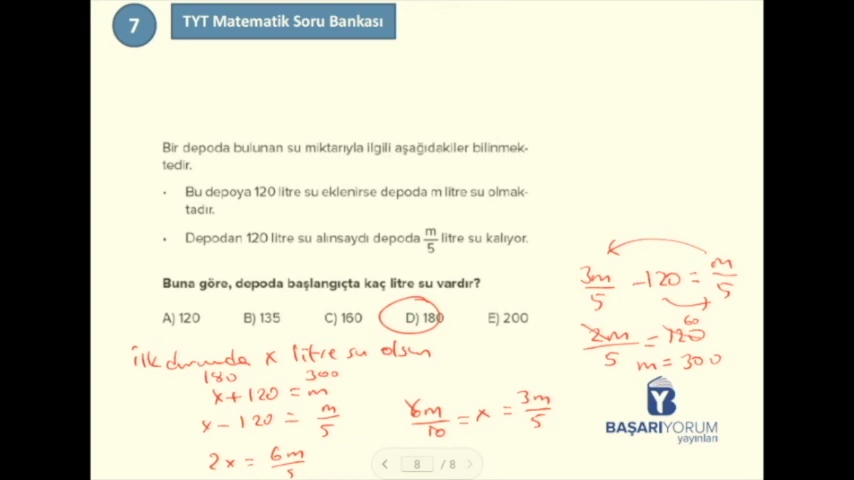 7
TYT Matematik Soru Bankası
Bir depoda bulunan su miktarıyla ilgili aşağıdakiler bilinmek-
tedir.
• Bu depoya 120 litre su eklenirse depoda m litre su olmak-
tadır.
• Depodan 120 litre su alınsaydı depoda m/5 litre su kalıyor.
Buna göre, depoda başlangıçta kaç litre su vardır?
A) 120 B) 135 C) 160 D) 180 E) 200
ilk durumda x litre su olsun
180 300
x + 120 = m
x - 120 = m/5
2x = 6m/5
6m/10 = x = 3m/5
3m/5 - 120 = m/5
2m/5 = 120
60
m = 300
Y
BAŞARIYORUM
yayınları
< 8 / 8 >